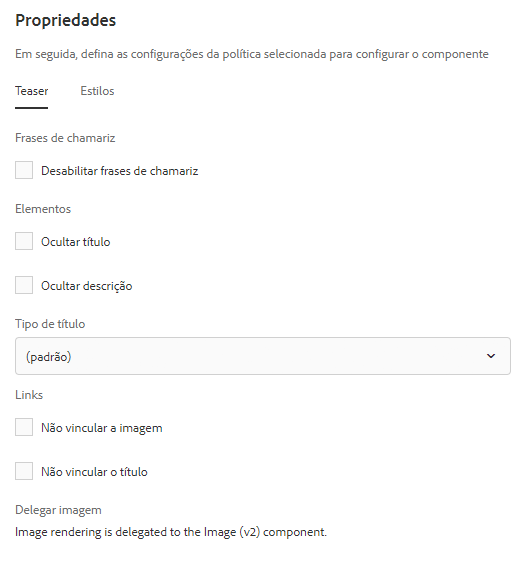 Propriedades
Em seguida, defina as configurações da política selecionada para configurar o componente
Teaser Estilos
Frases de chamariz
Desabilitar frases de chamariz
Elementos
Ocultar título
Ocultar descrição
Tipo de título
(padrão)
Links
Não vincular a imagem
Não vincular o título
Delegar imagem
Image rendering is delegated to the Image (v2) component.